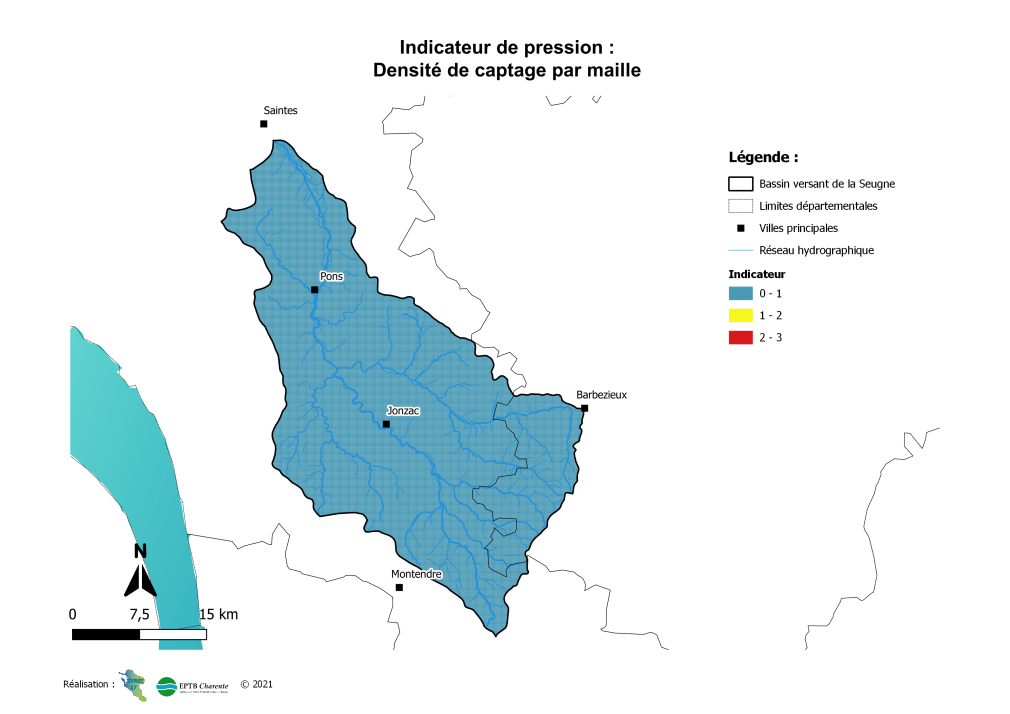 Indicateur de pression :
Densité de captage par maille
Saintes
Pons
Jonzac
Barbezieux
Montendre
Légende :
Bassin versant de la Seugne
Limites départementales
Villes principales
Réseau hydrographique
Indicateur
0 - 1
1 - 2
2 - 3
N
0 7,5 15 km
Réalisation : EPTB Charente © 2021